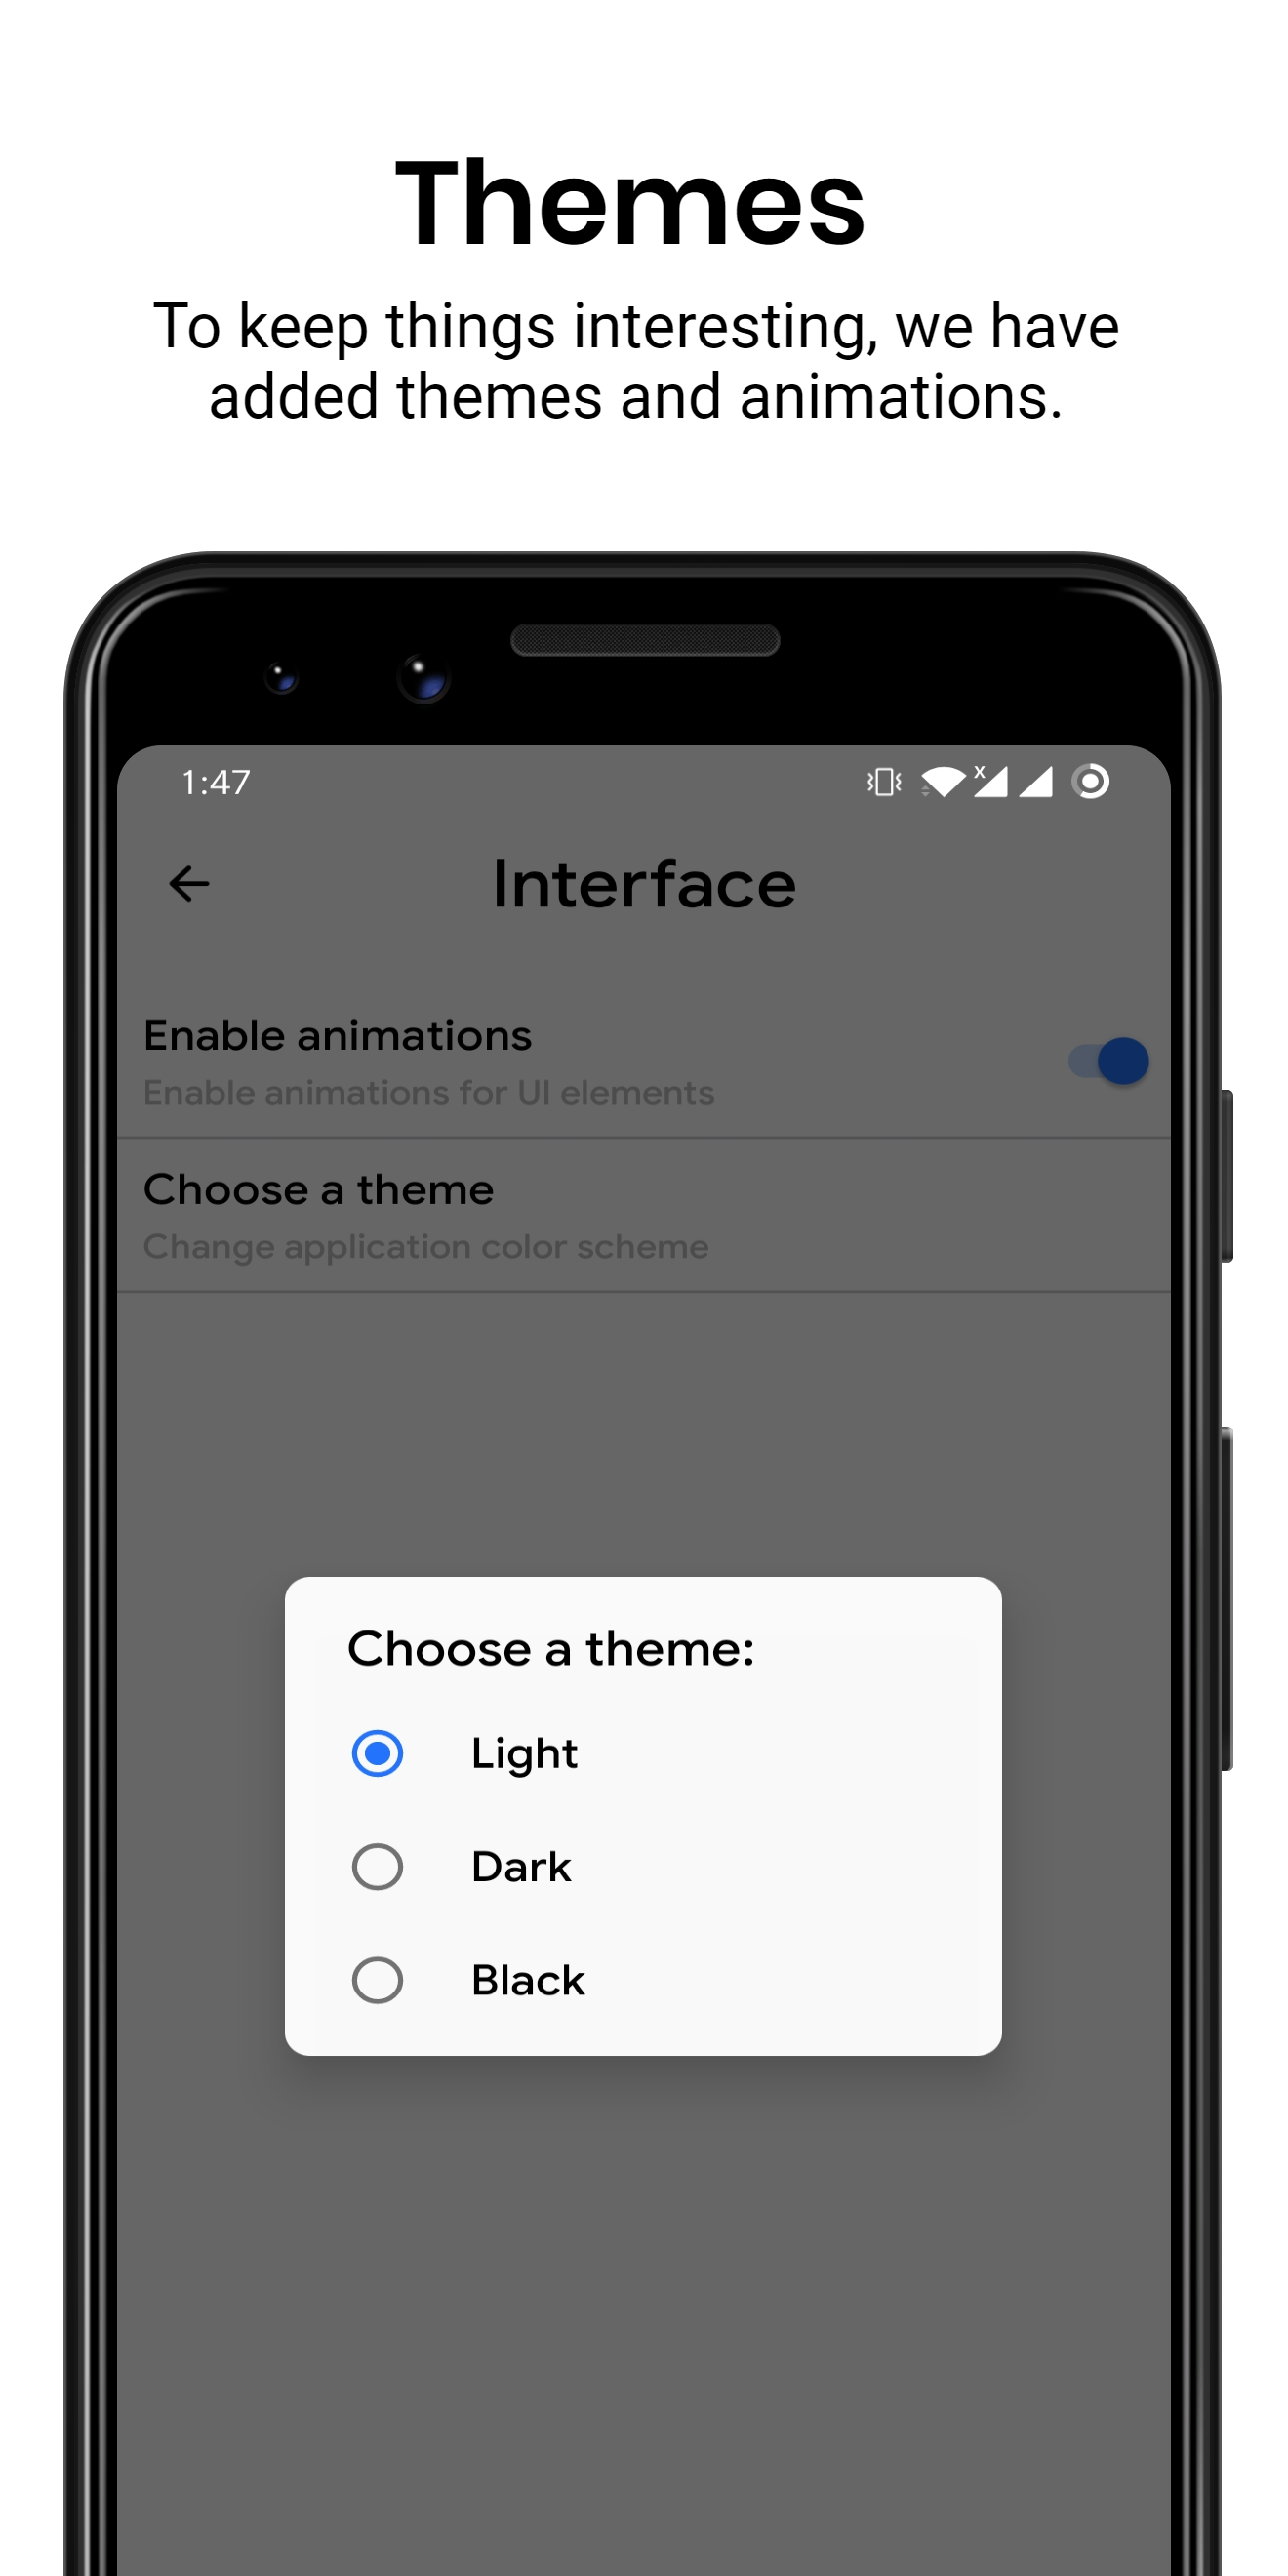 Themes
To keep things interesting, we have
added themes and animations.
1:47
x
Interface
Enable animations
Enable animations for UI elements
Choose a theme
Change application color scheme
Choose a theme:
Light
Dark
Black